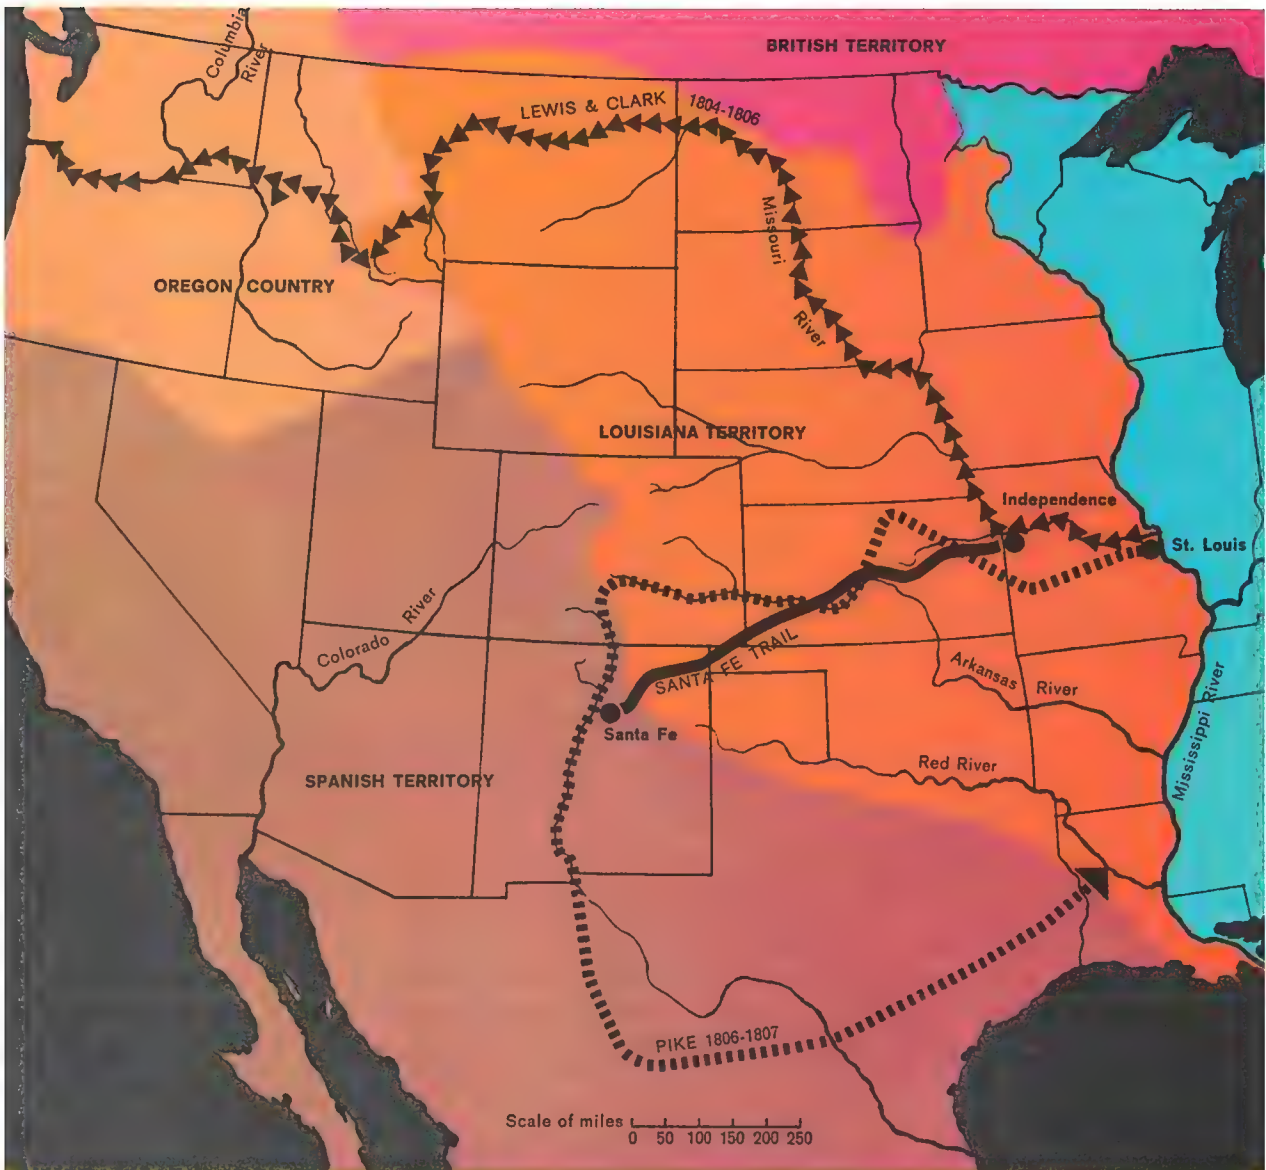 BRITISH TERRITORY
Columbia
River
LEWIS & CLARK 1804-1806
Missouri
River
OREGON COUNTRY
LOUISIANA TERRITORY
Independence
St. Louis
Colorado River
SANTA FE TRAIL
Santa Fe
Arkansas River
Mississippi River
Red River
SPANISH TERRITORY
PIKE 1806-1807
Scale of miles
0 50 100 150 200 250